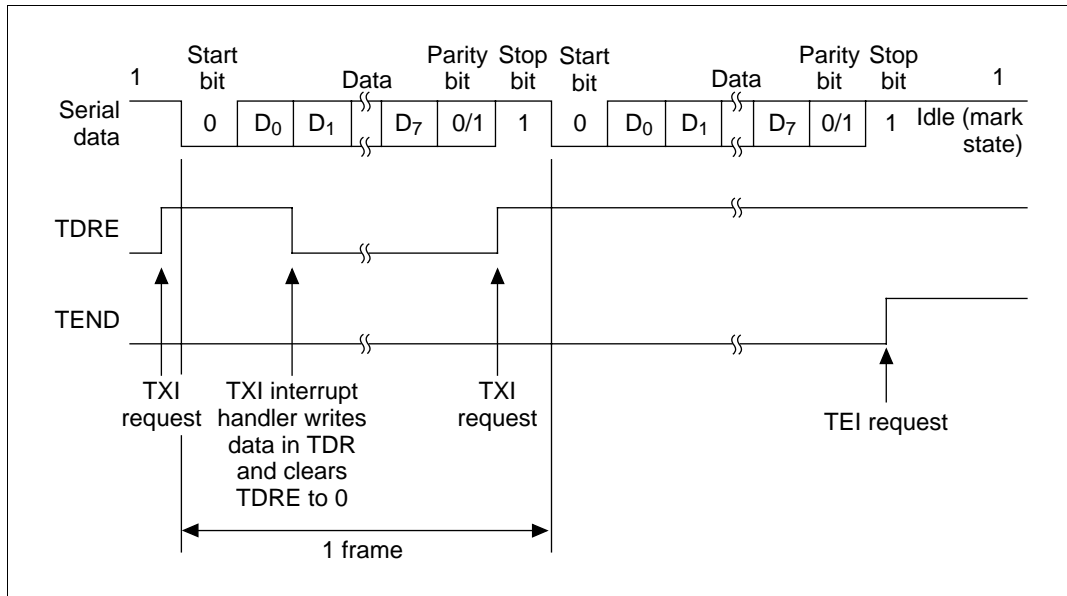 1 Start bit Data Parity bit Stop bit Start bit Data Parity bit Stop bit 1
Serial data 0 D0 D1 D7 0/1 1 0 D0 D1 D7 0/1 1 Idle (mark state)
TDRE
TEND
TXI request
TXI interrupt handler writes data in TDR and clears TDRE to 0
TXI request
TEI request
1 frame